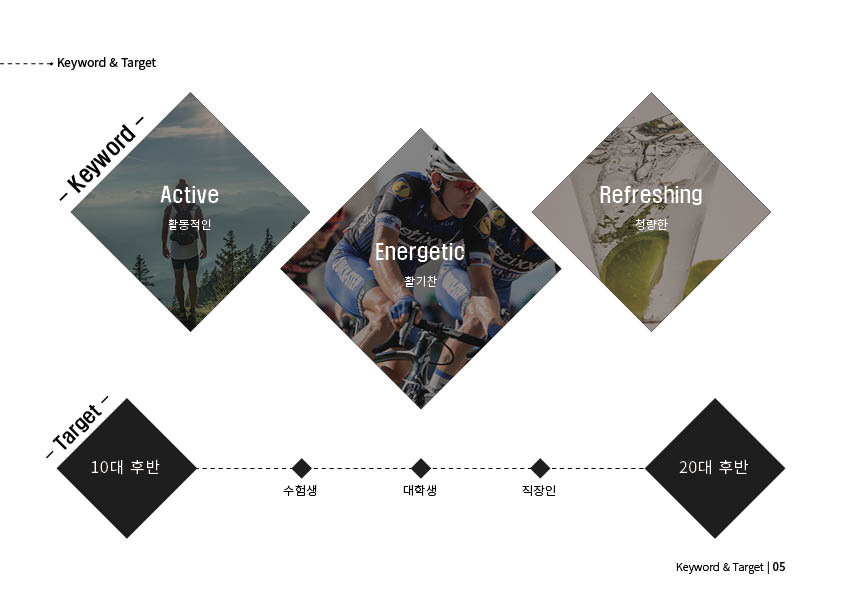 Keyword & Target
– Keyword –
Active
활동적인
Energetic
활기찬
Refreshing
청량한
– Target –
10대 후반
수험생
대학생
직장인
20대 후반
Keyword & Target | 05